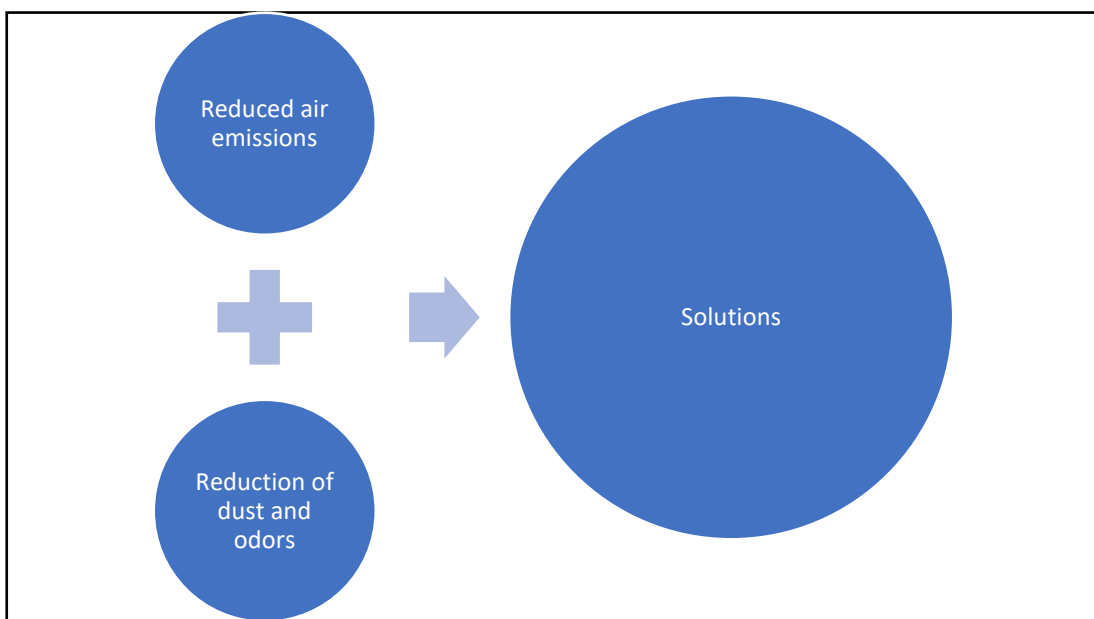 Reduced air
emissions
Solutions
Reduction of
dust and
odors